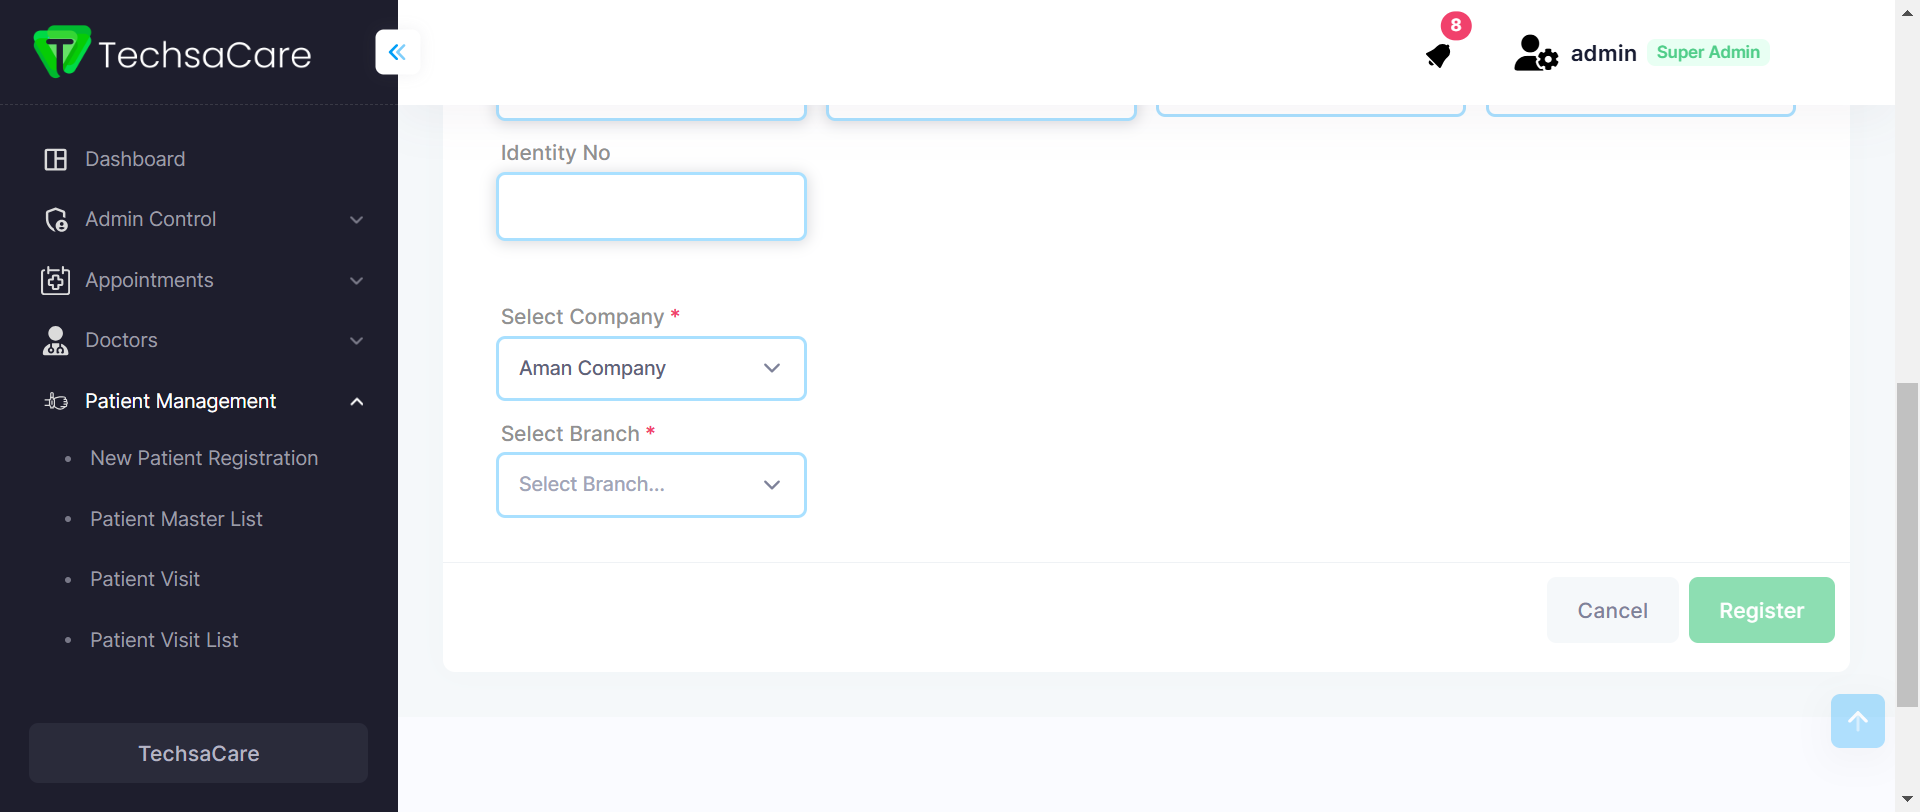 TechsaCare
8
admin
Super Admin
Dashboard
Admin Control
Appointments
Doctors
Patient Management
New Patient Registration
Patient Master List
Patient Visit
Patient Visit List
TechsaCare
Identity No
Select Company *
Aman Company
Select Branch *
Select Branch...
Cancel
Register